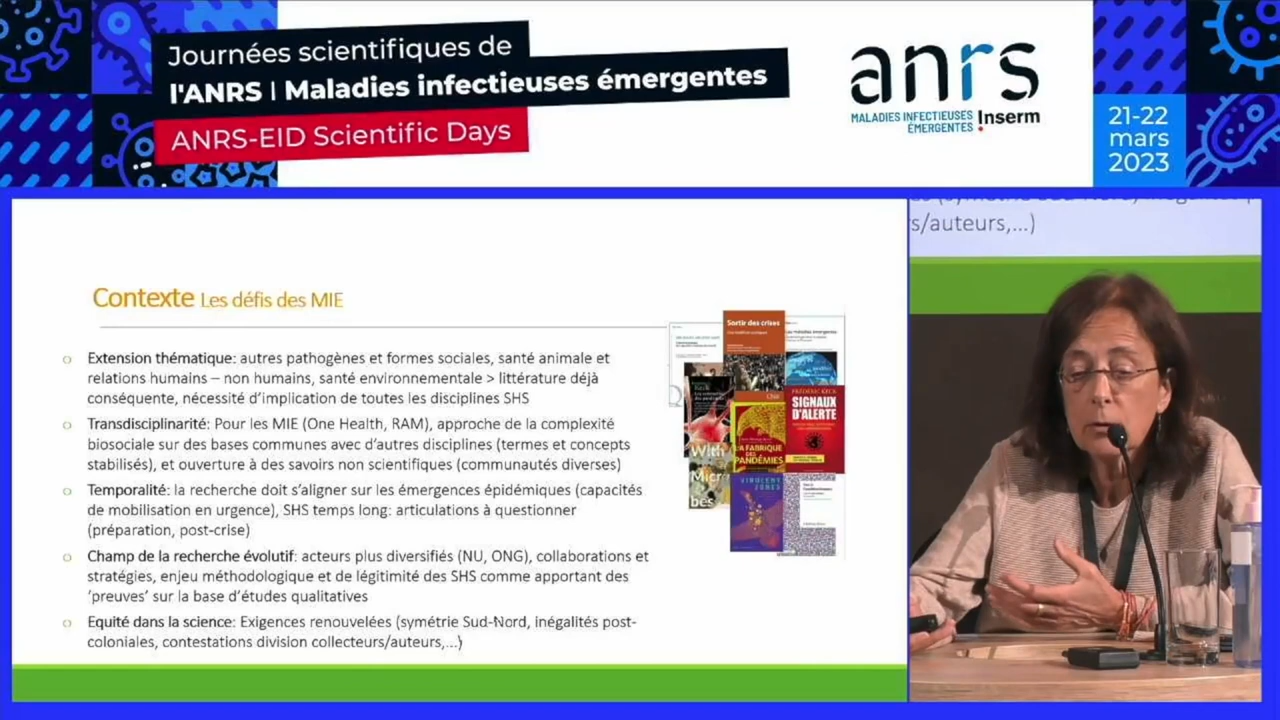 Journées scientifiques de
l'ANRS | Maladies infectieuses émergentes
ANRS-EID Scientific Days
anrs
MALADIES INFECTIEUSES
ÉMERGENTES
Inserm
21-22
mars
2023
s/auteurs,...)
Contexte Les défis des MIE
Extension thématique: autres pathogènes et formes sociales, santé animale et
relations humains – non humains, santé environnementale > littérature déjà
conséquente, nécessité d'implication de toutes les disciplines SHS
Transdisciplinarité: Pour les MIE (One Health, RAM), approche de la complexité
biosociale sur des bases communes avec d'autres disciplines (termes et concepts
stabilisés), et ouverture à des savoirs non scientifiques (communautés diverses)
Temporalité: la recherche doit s'aligner sur les émergences épidémiques (capacités
de mobilisation en urgence), SHS temps long: articulations à questionner
(préparation, post-crise)
Champ de la recherche évolutif: acteurs plus diversifiés (NU, ONG), collaborations et
stratégies, enjeu méthodologique et de légitimité des SHS comme apportant des
'preuves' sur la base d'études qualitatives
Equité dans la science: Exigences renouvelées (symétrie Sud-Nord, inégalités post-
coloniales, contestations division collecteurs/auteurs,...)
Sortir des crises
FRÉDÉRIC KECK
SIGNAUX
D'ALERTE
Keck
LA FABRIQUE
DES
PANDÉMIES
With
Micr
bes
VIRULENT
ZONES